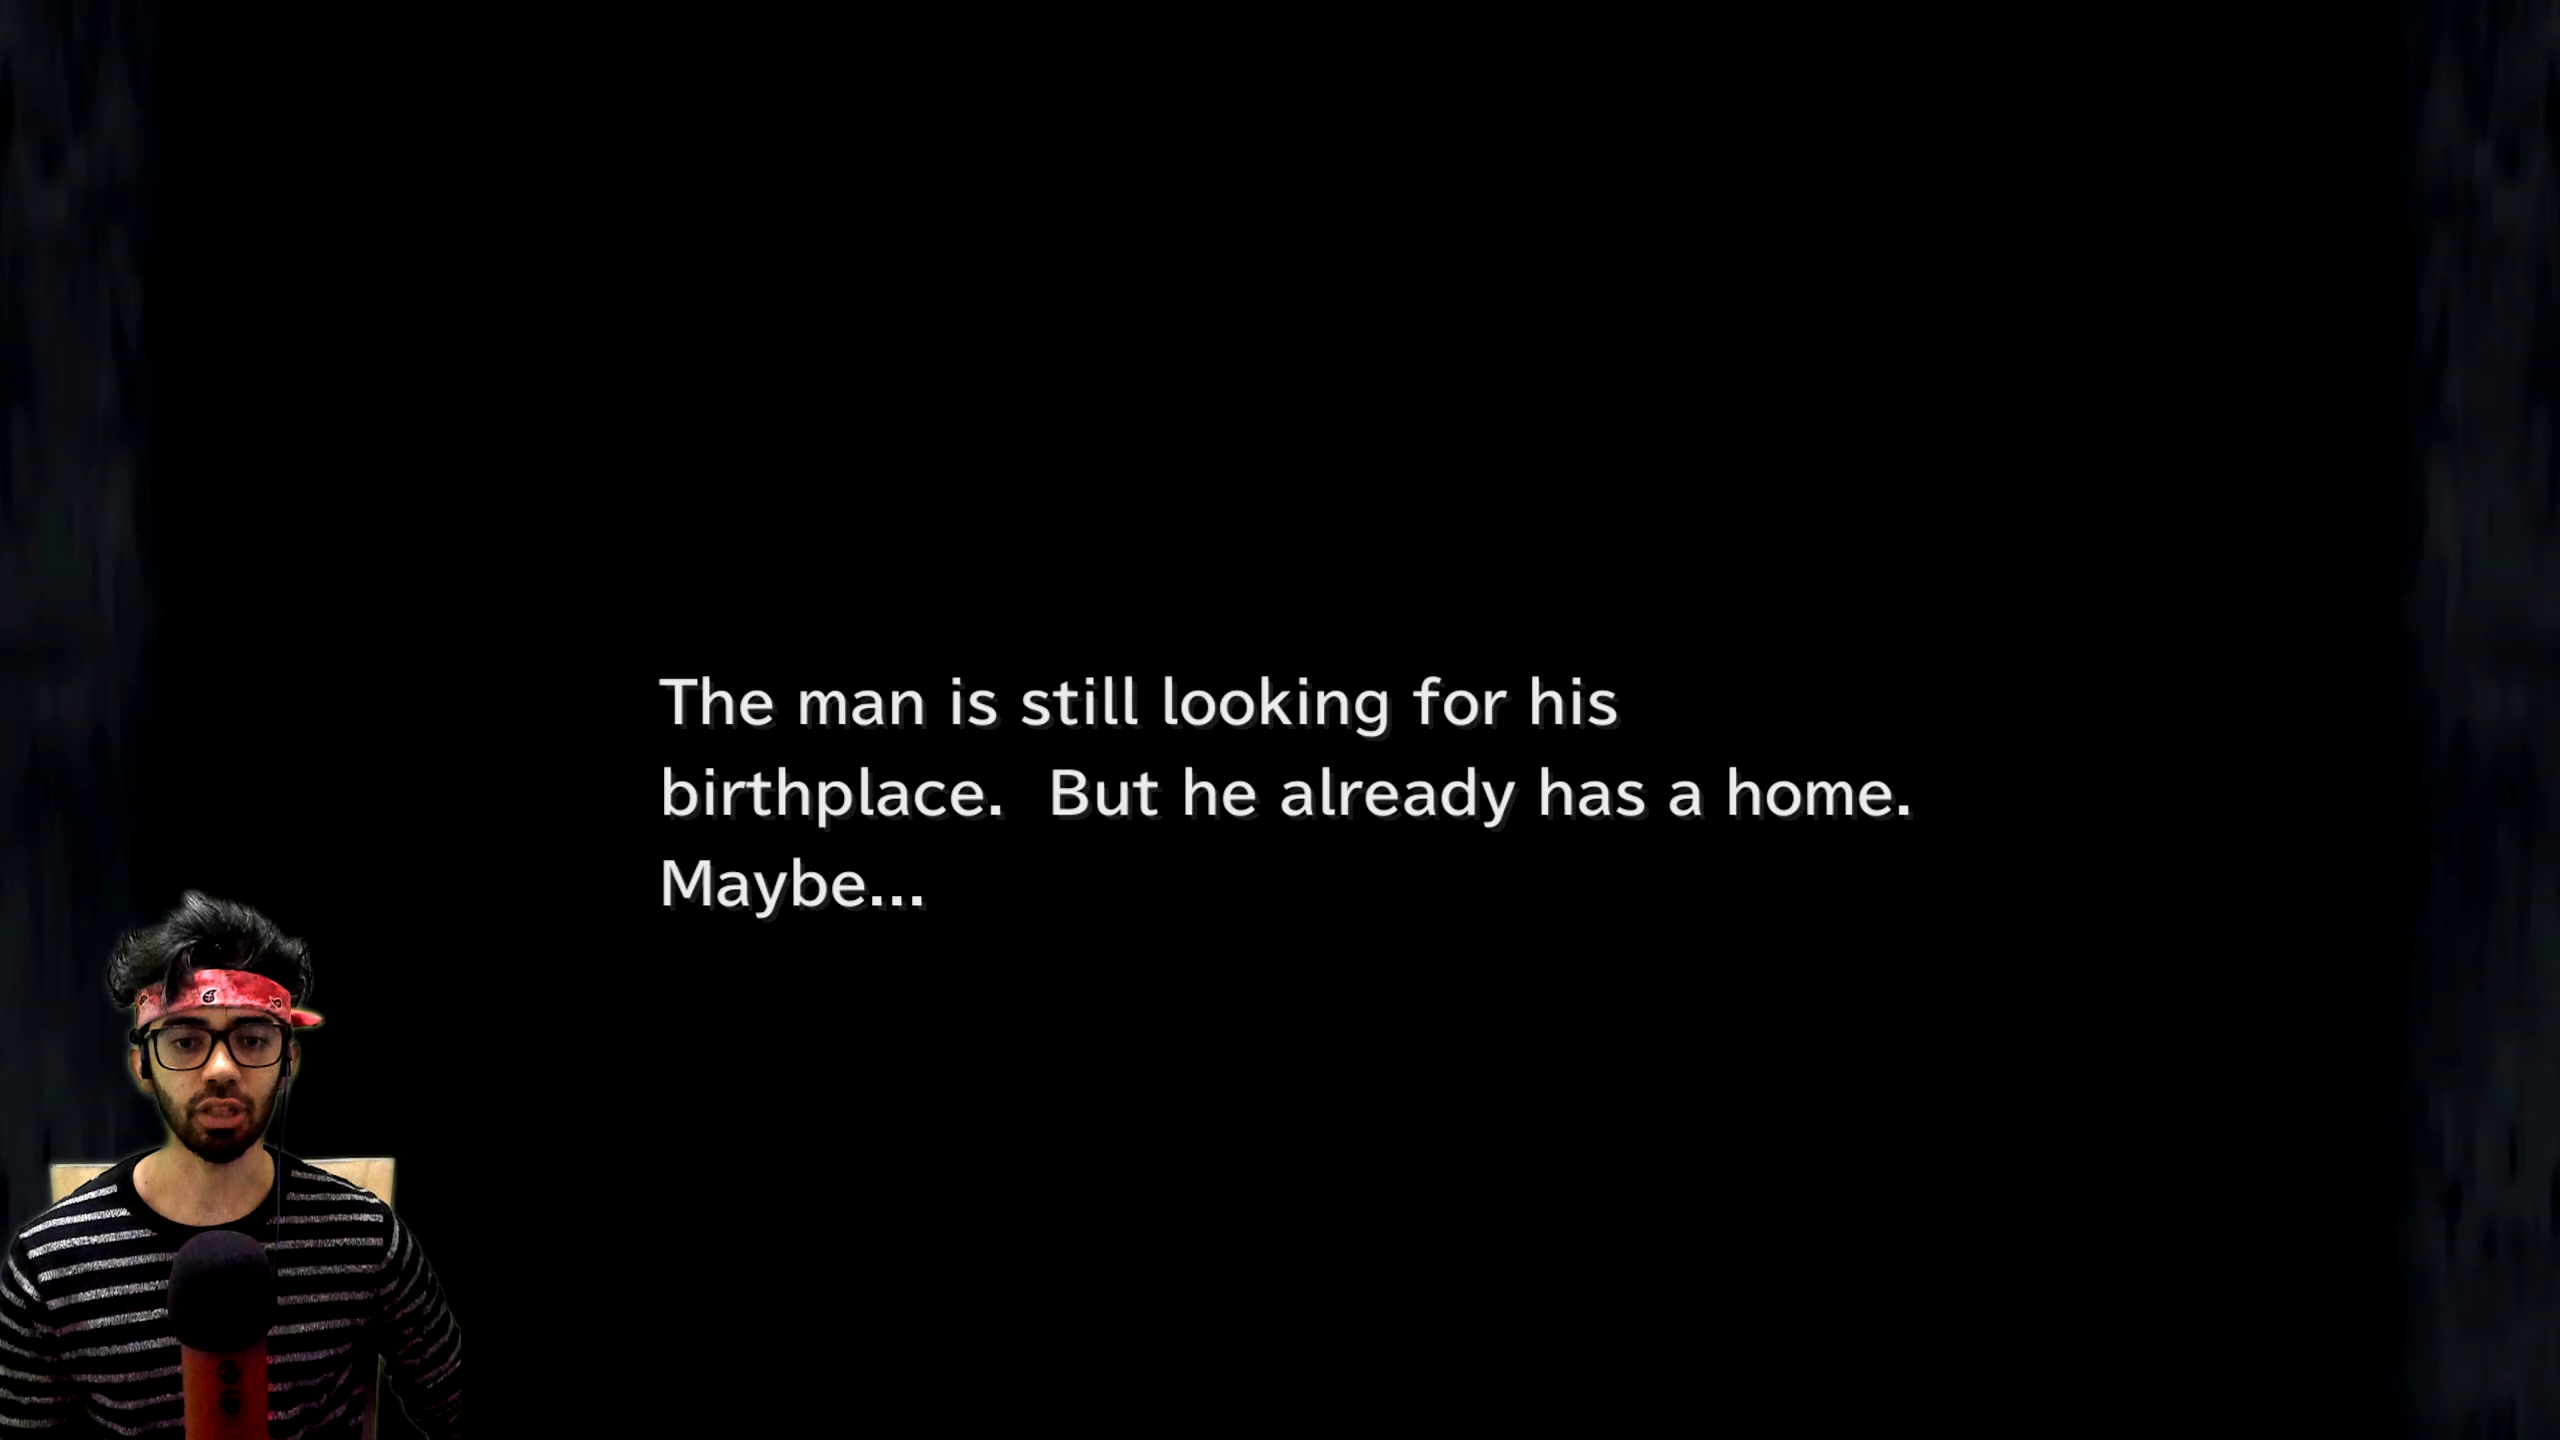 The man is still looking for his
birthplace.  But he already has a home.
Maybe...